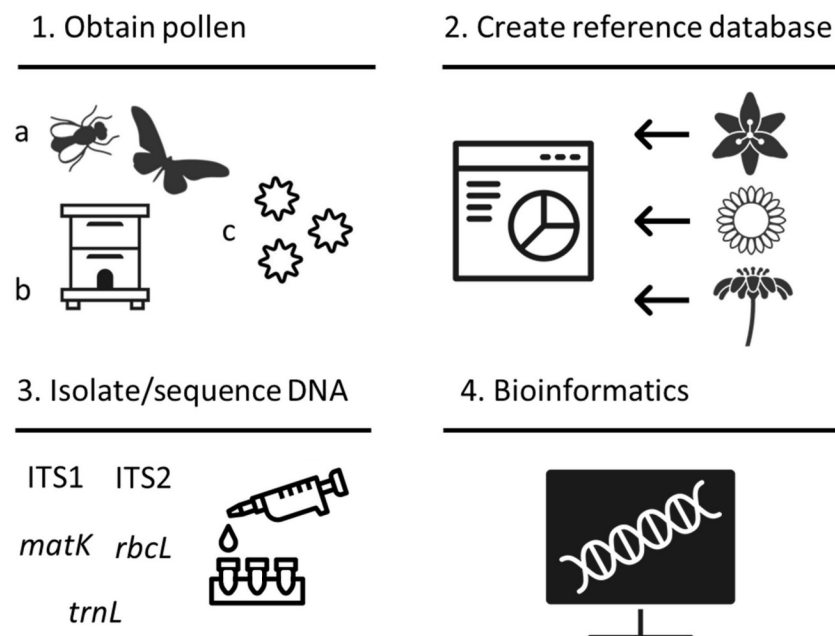 1. Obtain pollen
2. Create reference database
a
b
c
3. Isolate/sequence DNA
4. Bioinformatics
ITS1 ITS2
matK rbcL
trnL